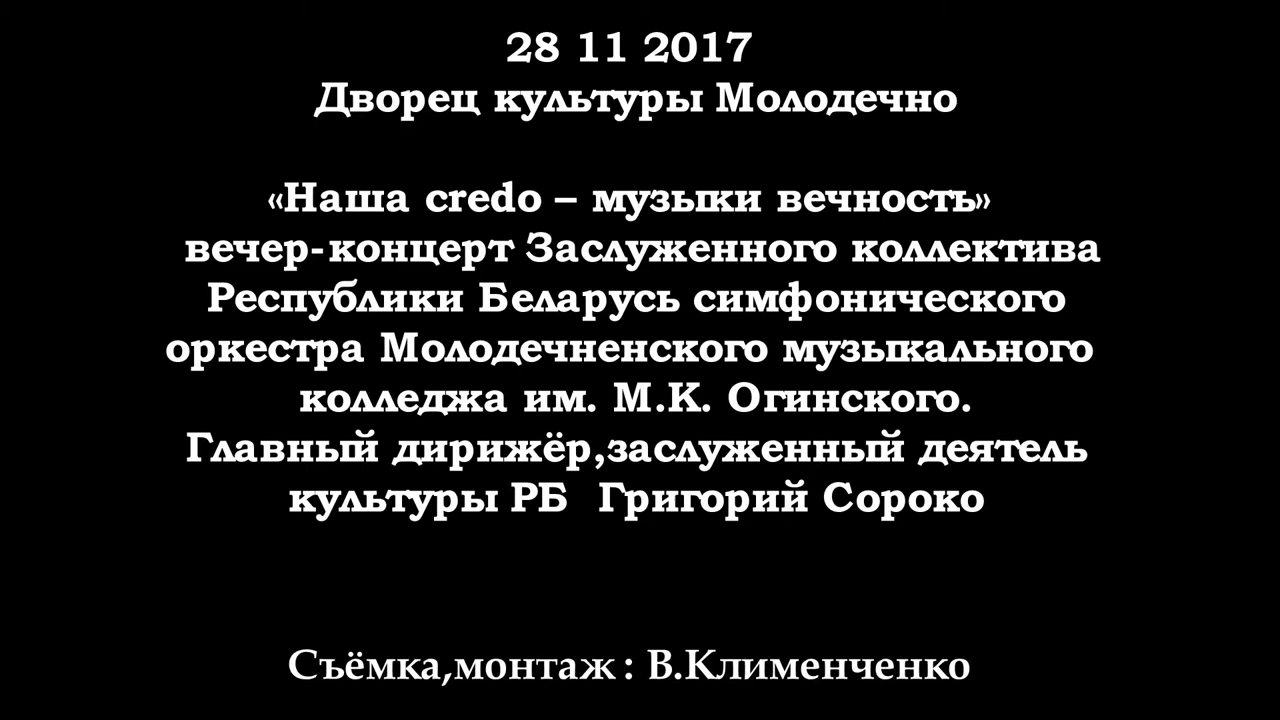 28 11 2017
Дворец культуры Молодечно
«Наша credo – музыки вечность»
вечер-концерт Заслуженного коллектива
Республики Беларусь симфонического
оркестра Молодечненского музыкального
колледжа им. М.К. Огинского.
Главный дирижёр,заслуженный деятель
культуры РБ  Григорий Сороко
Съёмка,монтаж : В.Клименченко